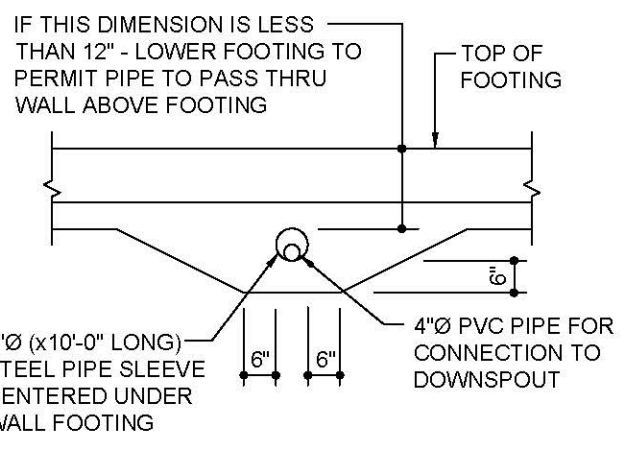 IF THIS DIMENSION IS LESS
THAN 12" - LOWER FOOTING TO
PERMIT PIPE TO PASS THRU
WALL ABOVE FOOTING
TOP OF
FOOTING
6"
6"
6"
"Ø (x10'-0" LONG)
TEEL PIPE SLEEVE
ENTERED UNDER
WALL FOOTING
4"Ø PVC PIPE FOR
CONNECTION TO
DOWNSPOUT